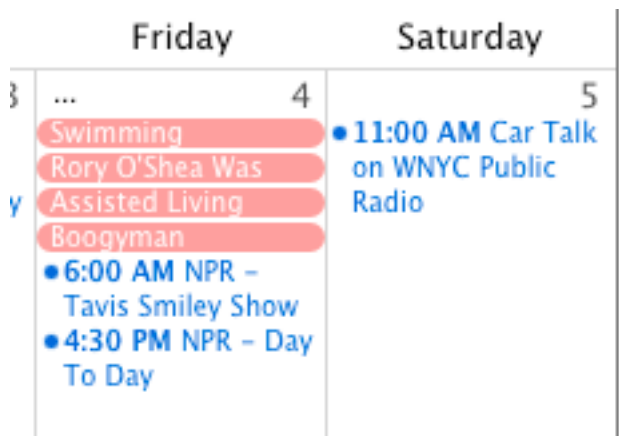 Friday
Saturday
3
... 4
5
Swimming
Rory O'Shea Was
Assisted Living
Boogyman
6:00 AM NPR –
Tavis Smiley Show
4:30 PM NPR – Day
To Day
11:00 AM Car Talk
on WNYC Public
Radio
y